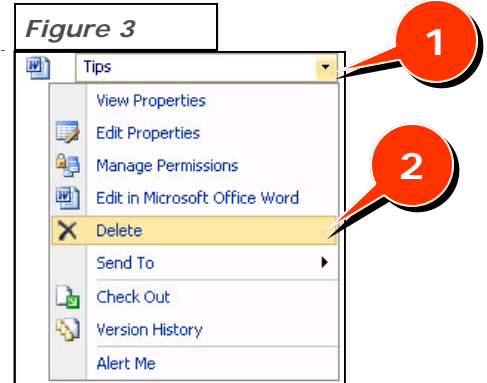 Figure 3
1
Tips
View Properties
Edit Properties
Manage Permissions
2
Edit in Microsoft Office Word
Delete
Send To
Check Out
Version History
Alert Me